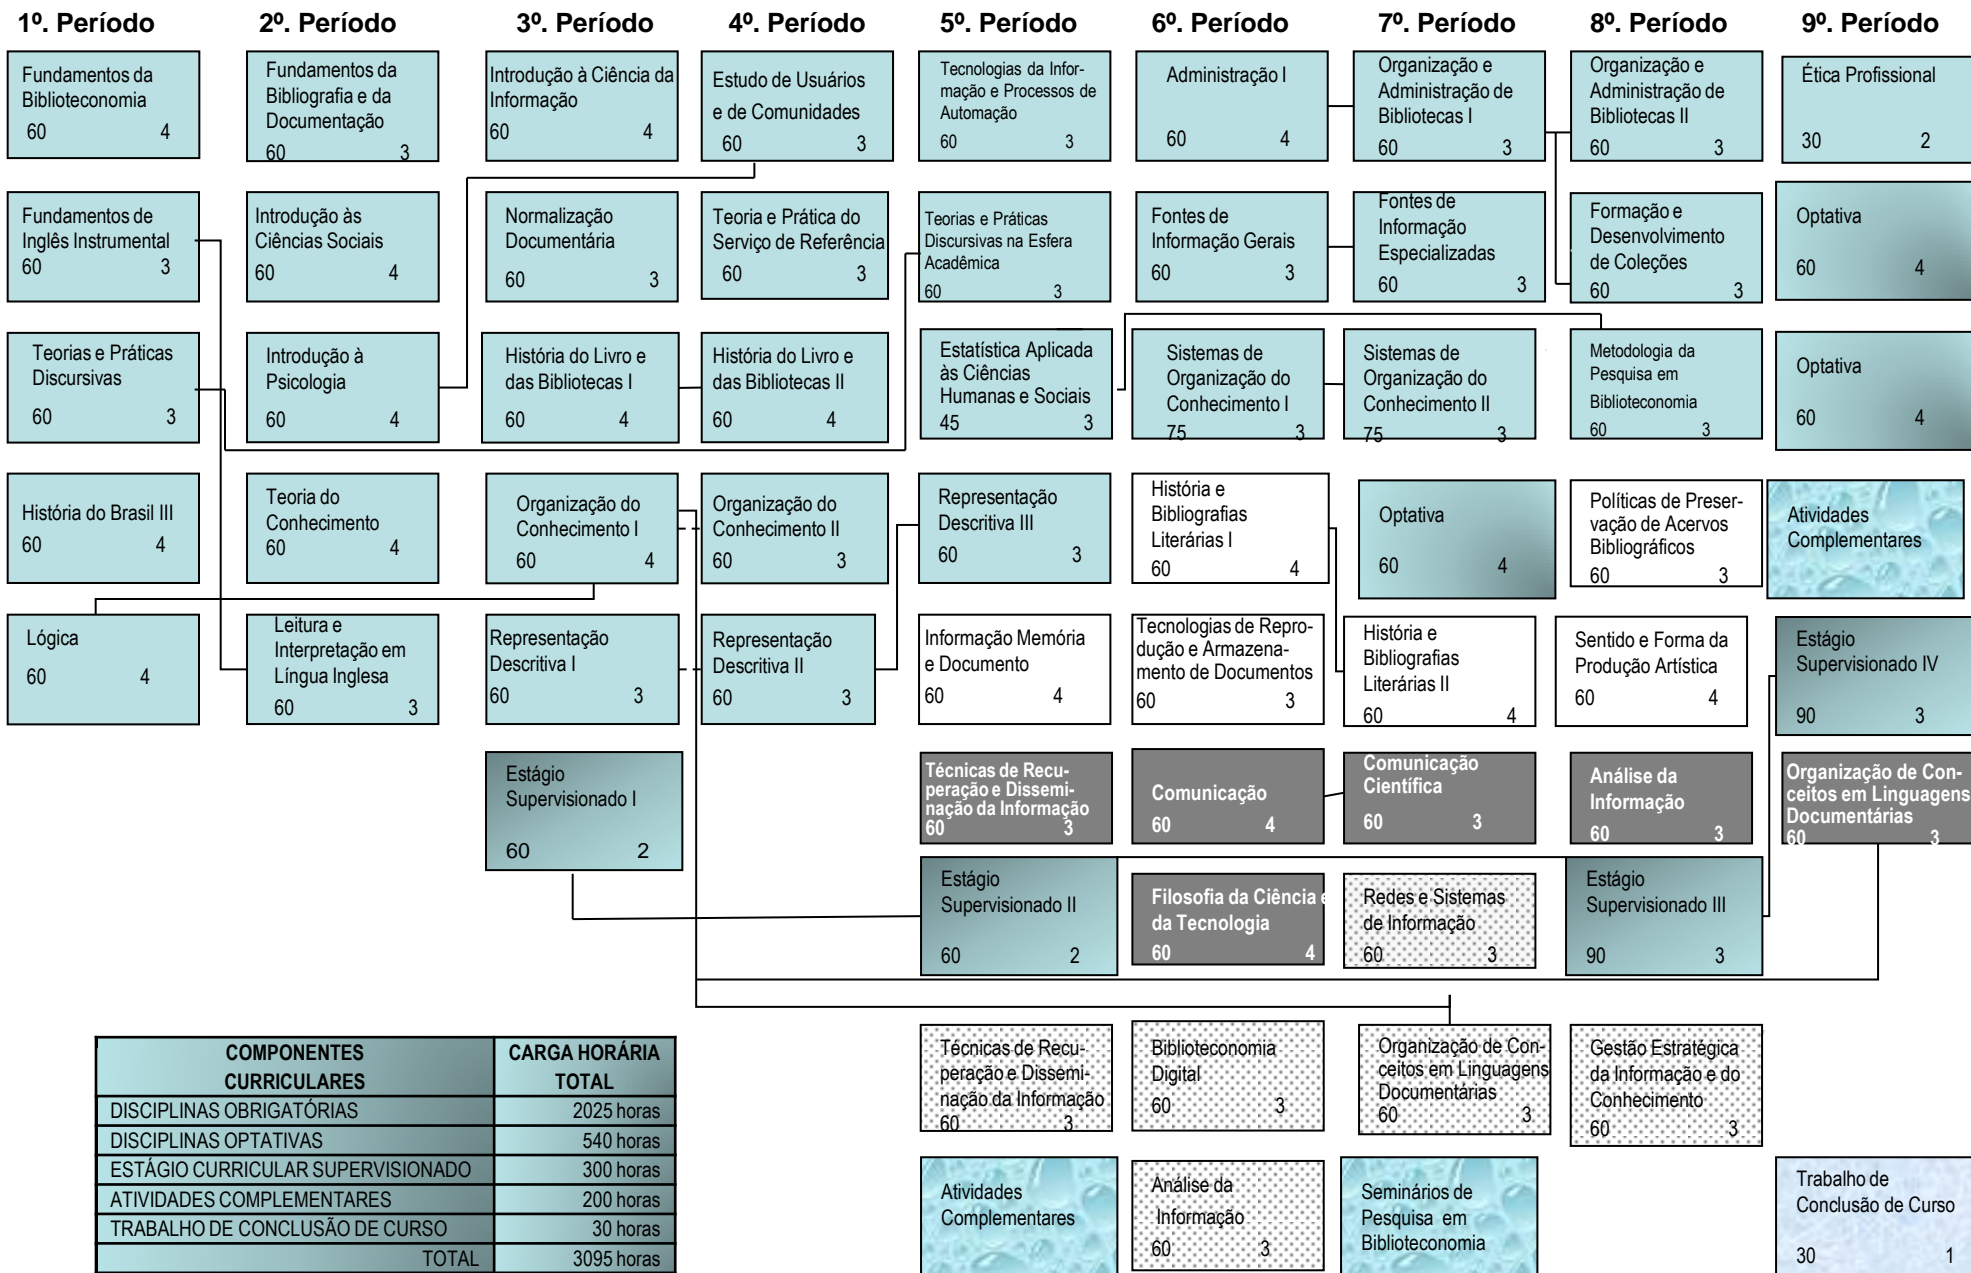 1º. Período
2º. Período
3º. Período
4º. Período
5º. Período
6º. Período
7º. Período
8º. Período
9º. Período
Fundamentos da
Biblioteconomia
60 4
Fundamentos da
Bibliografia e da
Documentação
60 3
Introdução à Ciência da
Informação
60 4
Estudo de Usuários
e de Comunidades
60 3
Tecnologias da Infor-
mação e Processos de
Automação
60 3
Administração I
60 4
Organização e
Administração de
Bibliotecas I
60 3
Organização e
Administração de
Bibliotecas II
60 3
Ética Profissional
30 2
Fundamentos de
Inglês Instrumental
60 3
Introdução às
Ciências Sociais
60 4
Normalização
Documentária
60 3
Teoria e Prática do
Serviço de Referência
60 3
Teorias e Práticas
Discursivas na Esfera
Acadêmica
60 3
Fontes de
Informação Gerais
60 3
Fontes de
Informação
Especializadas
60 3
Formação e
Desenvolvimento
de Coleções
60 3
Optativa
60 4
Teorias e Práticas
Discursivas
60 3
Introdução à
Psicologia
60 4
História do Livro e
das Bibliotecas I
60 4
História do Livro e
das Bibliotecas II
60 4
Estatística Aplicada
às Ciências
Humanas e Sociais
45 3
Sistemas de
Organização do
Conhecimento I
75 3
Sistemas de
Organização do
Conhecimento II
75 3
Metodologia da
Pesquisa em
Biblioteconomia
60 3
Optativa
60 4
História do Brasil III
60 4
Teoria do
Conhecimento
60 4
Organização do
Conhecimento I
60 4
Organização do
Conhecimento II
60 3
Representação
Descritiva III
60 3
História e
Bibliografias
Literárias I
60 4
Optativa
60 4
Políticas de Preser-
vação de Acervos
Bibliográficos
60 3
Atividades
Complementares
Lógica
60 4
Leitura e
Interpretação em
Língua Inglesa
60 3
Representação
Descritiva I
60 3
Representação
Descritiva II
60 3
Informação Memória
e Documento
60 4
Tecnologias de Repro-
dução e Armazena-
mento de Documentos
60 3
História e
Bibliografias
Literárias II
60 4
Sentido e Forma da
Produção Artística
60 4
Estágio
Supervisionado IV
90 3
Estágio
Supervisionado I
60 2
Técnicas de Recu-
peração e Dissemi-
nação da Informação
60 3
Comunicação
60 4
Comunicação
Científica
60 3
Análise da
Informação
60 3
Organização de Con-
ceitos em Linguagens
Documentárias
60 3
Estágio
Supervisionado II
60 2
Filosofia da Ciência e
da Tecnologia
60 4
Redes e Sistemas
de Informação
60 3
Estágio
Supervisionado III
90 3
Técnicas de Recu-
peração e Dissemi-
nação da Informação
60 3
Biblioteconomia
Digital
60 3
Organização de Con-
ceitos em Linguagens
Documentárias
60 3
Gestão Estratégica
da Informação e do
Conhecimento
60 3
Atividades
Complementares
Análise da
Informação
60 3
Seminários de
Pesquisa em
Biblioteconomia
Trabalho de
Conclusão de Curso
30 1
COMPONENTES
CURRICULARES
CARGA HORÁRIA
TOTAL
DISCIPLINAS OBRIGATÓRIAS 2025 horas
DISCIPLINAS OPTATIVAS 540 horas
ESTÁGIO CURRICULAR SUPERVISIONADO 300 horas
ATIVIDADES COMPLEMENTARES 200 horas
TRABALHO DE CONCLUSÃO DE CURSO 30 horas
TOTAL 3095 horas